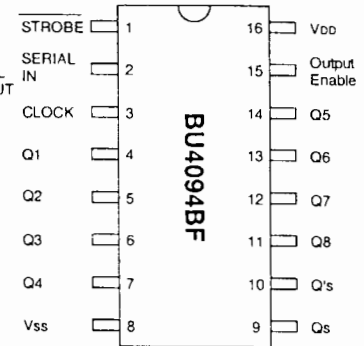 STROBE 1 16 VDD
SERIAL IN 2 15 Output Enable
UT
CLOCK 3 14 Q5
Q1 4 13 Q6
Q2 5 12 Q7
Q3 6 11 Q8
Q4 7 10 Q's
Vss 8 9 Qs
BU4094BF